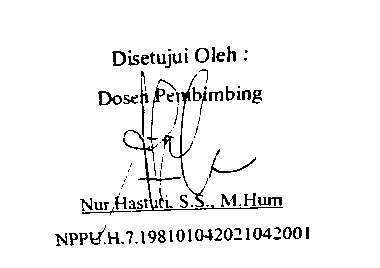 Disetujui Oleh :
Dosen Pembimbing
Nur Hastuti, S.S., M.Hum
NPPU.H.7.198101042021042001